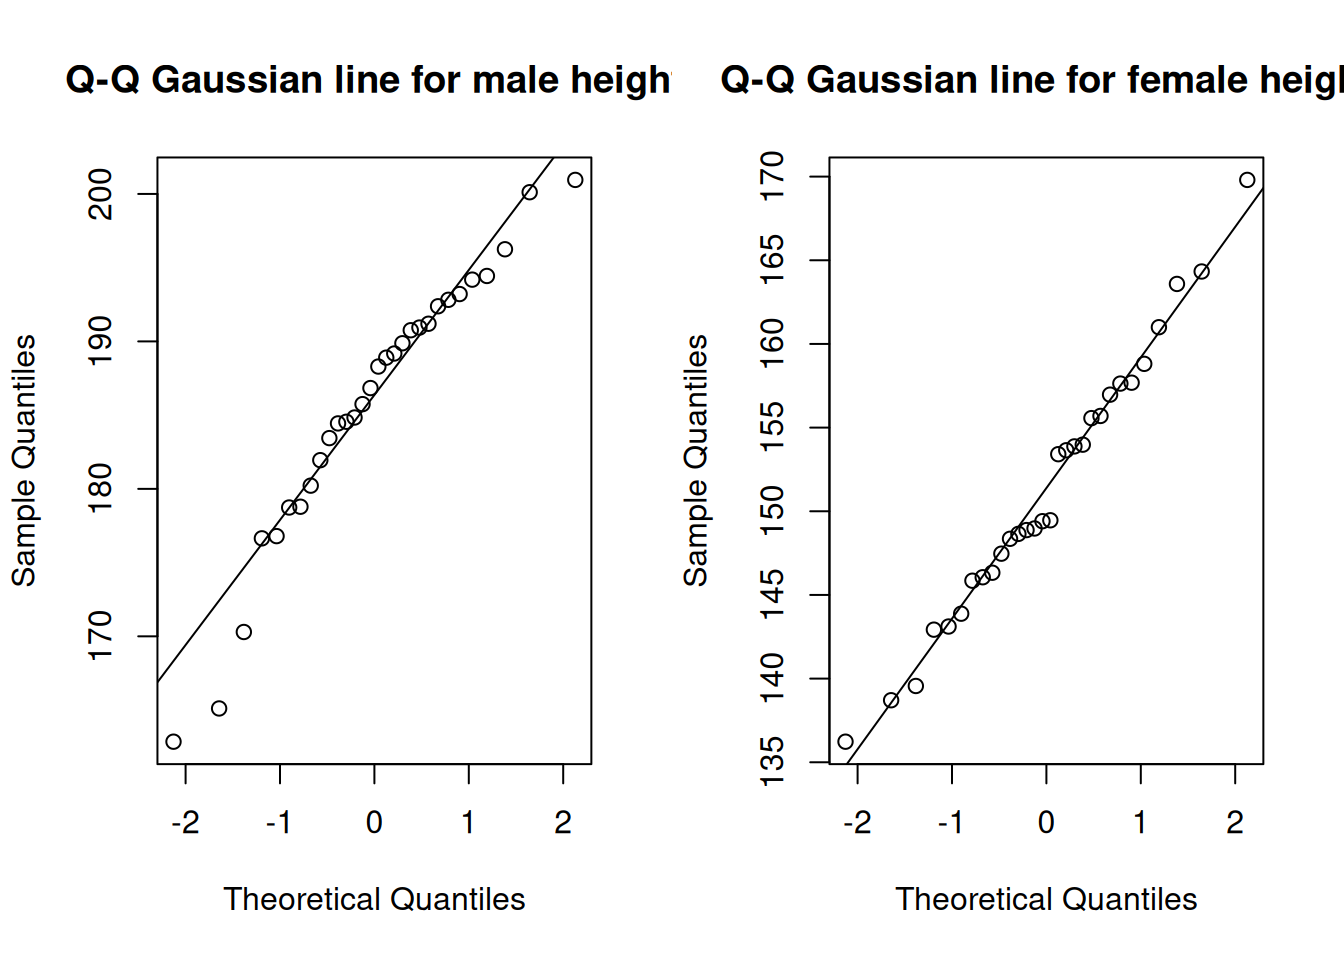 Q-Q Gaussian line for male heigh
Sample Quantiles
200
190
180
170
-2 -1 0 1 2
Theoretical Quantiles
Q-Q Gaussian line for female heig
Sample Quantiles
170
165
160
155
150
145
140
135
-2 -1 0 1 2
Theoretical Quantiles